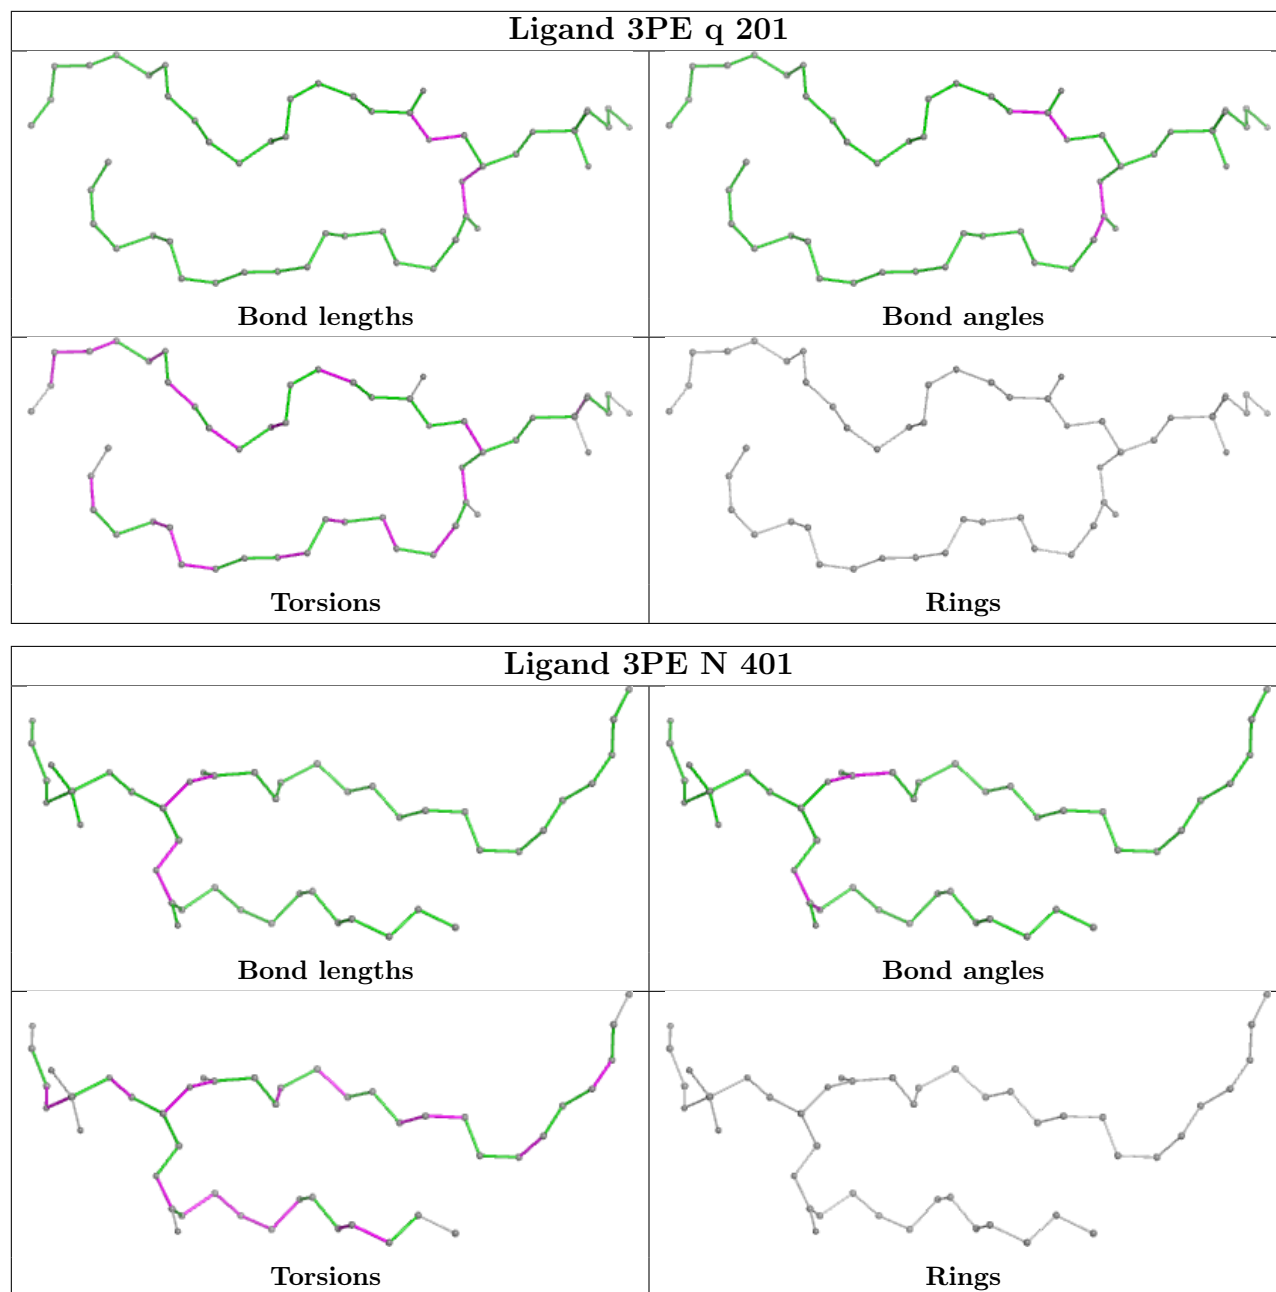 Ligand 3PE q 201
Bond lengths
Bond angles
Torsions
Rings
Ligand 3PE N 401
Bond lengths
Bond angles
Torsions
Rings